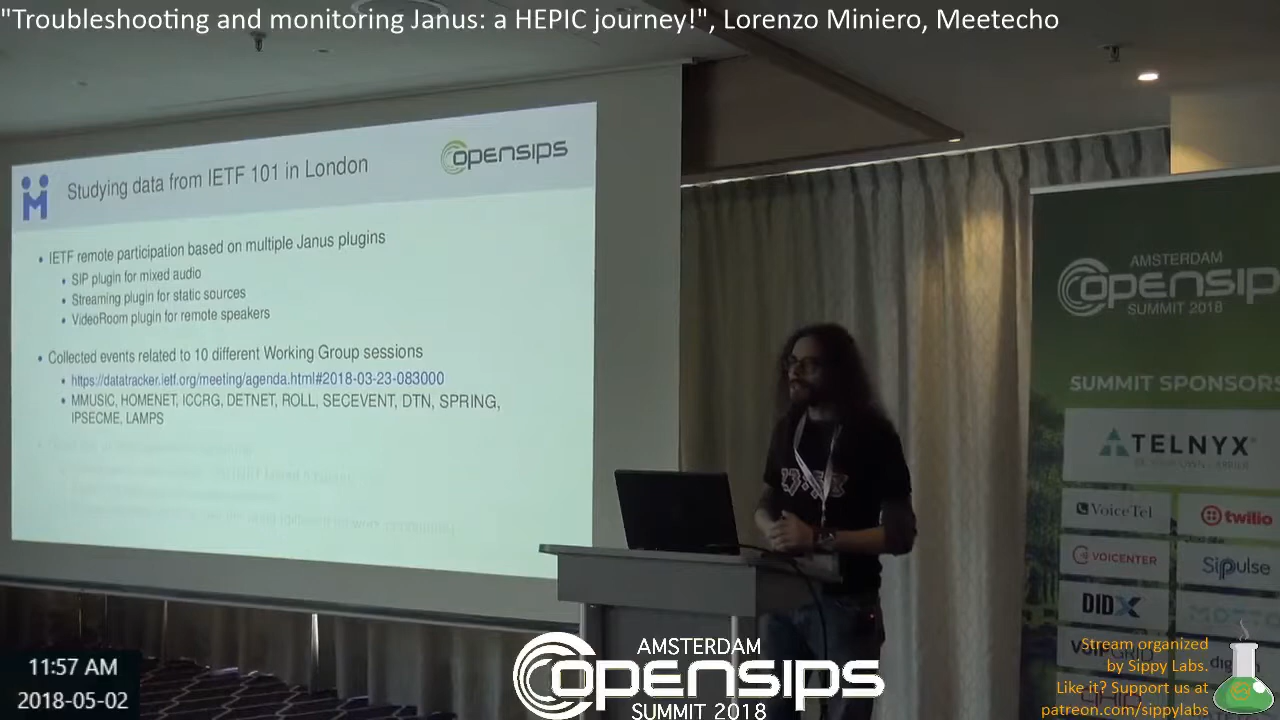 "Troubleshooting and monitoring Janus: a HEPIC journey!", Lorenzo Miniero, Meetecho
Studying data from IETF 101 in London
opensips
IETF remote participation based on multiple Janus plugins
SIP plugin for mixed audio
Streaming plugin for static sources
VideoRoom plugin for remote speakers
Collected events related to 10 different Working Group sessions
https://datatracker.ietf.org/meeting/agenda.html#2018-03-23-083000
MMUSIC, HOMENET, ICCRG, DETNET, ROLL, SECEVENT, DTN, SPRING,
IPSECME, LAMPS
AMSTERDAM
opensips
SUMMIT 2018
SUMMIT SPONSORS
TELNYX
VoiceTel
twilio
VOICENTER
Sipulse
DIDX
11:57 AM
2018-05-02
AMSTERDAM
opensips
SUMMIT 2018
Stream organized
by Sippy Labs.
Like it? Support us at
patreon.com/sippylabs